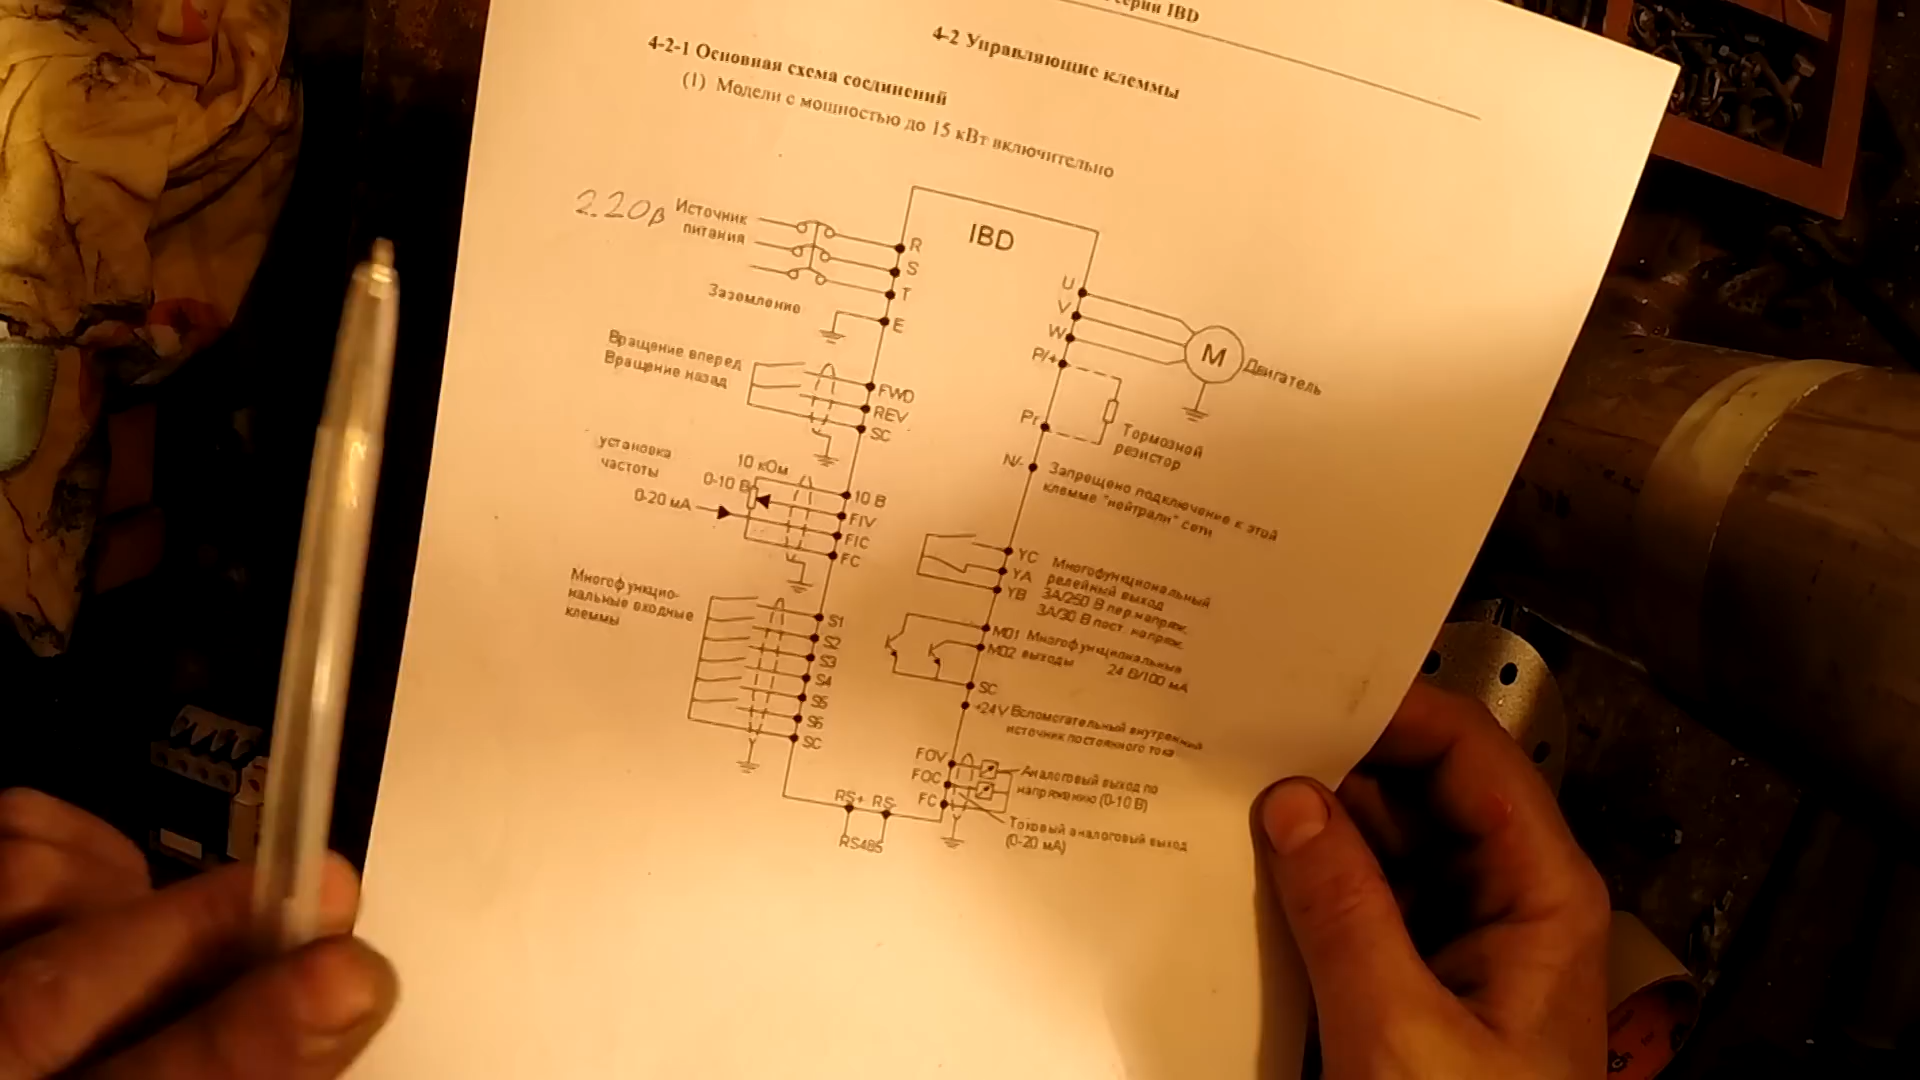 серии IBD
4-2 Управляющие клеммы
4-2-1 Основная схема соединений
(1) Модели с мощностью до 15 кВт включительно
220в
Источник
питания
Заземление
R
S
T
E
IBD
U
V
W
P/+
Pr
N/-
M
Двигатель
Тормозной
резистор
Запрещено подключение к этой
клемме "нейтрали" сети
Вращение вперед
Вращение назад
FWD
REV
SC
установка
частоты
10 кОм
0-10 В
0-20 мА
10 В
FIV
FIC
FC
YC
YA
YB
Многофункциональный
релейный выход
3А/250 В пер.напряж.
3А/30 В пост. напряж.
Многофункцио-
нальные входные
клеммы
S1
S2
S3
S4
S5
S6
SC
MO1 Многофункциональные
MO2 выходы 24 В/100 мА
SC
+24V Вспомогательный внутренний
источник постоянного тока
FOV
FOC
FC
Аналоговый выход по
напряжению (0-10 В)
Токовый аналоговый выход
(0-20 мА)
RS+ RS-
RS485